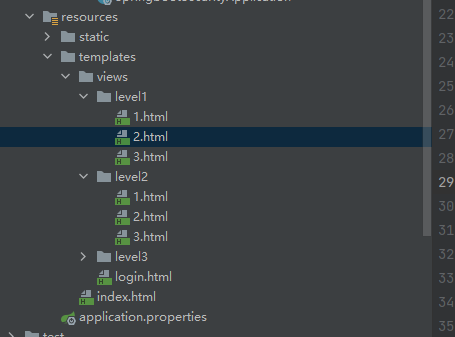 resources
static
templates
views
level1
1.html
2.html
3.html
level2
1.html
2.html
3.html
level3
login.html
index.html
application.properties
22
23
24
25
26
27
28
29
30
31
32
33
34
35